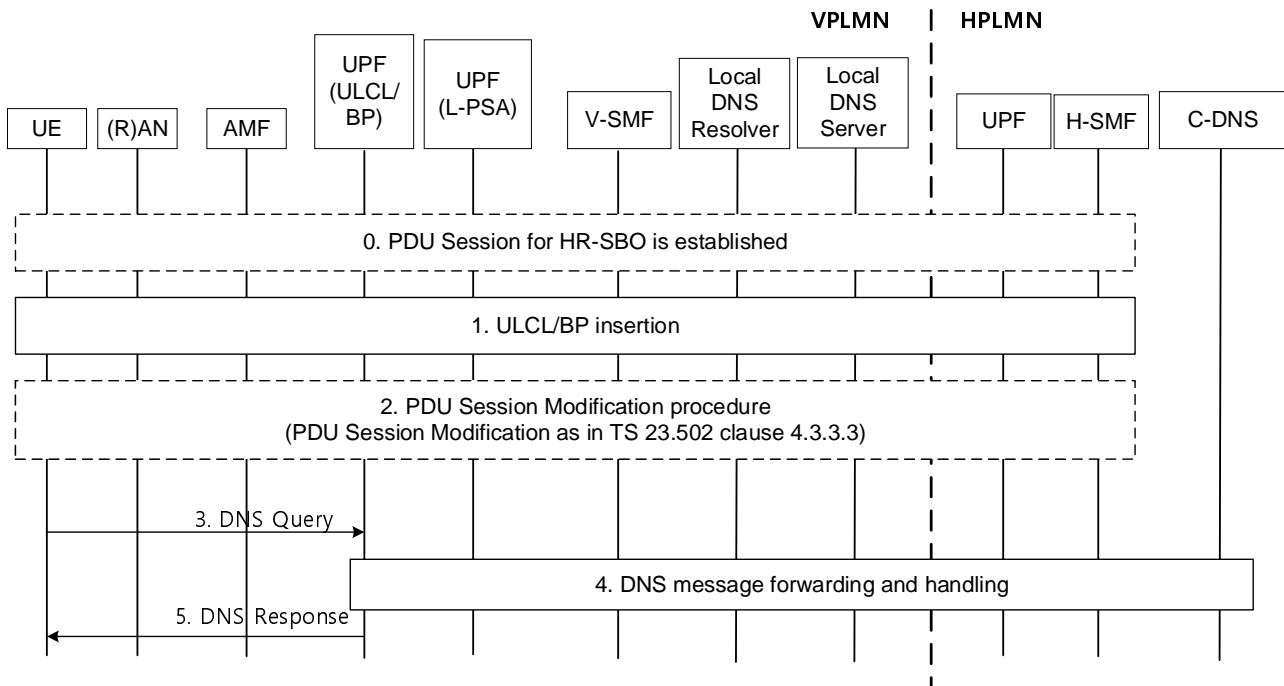 VPLMN
HPLMN
UE
(R)AN
AMF
UPF
(ULCL/
BP)
UPF
(L-PSA)
V-SMF
Local
DNS
Resolver
Local
DNS
Server
UPF
H-SMF
C-DNS
0. PDU Session for HR-SBO is established
1. ULCL/BP insertion
2. PDU Session Modification procedure
(PDU Session Modification as in TS 23.502 clause 4.3.3.3)
3. DNS Query
4. DNS message forwarding and handling
5. DNS Response